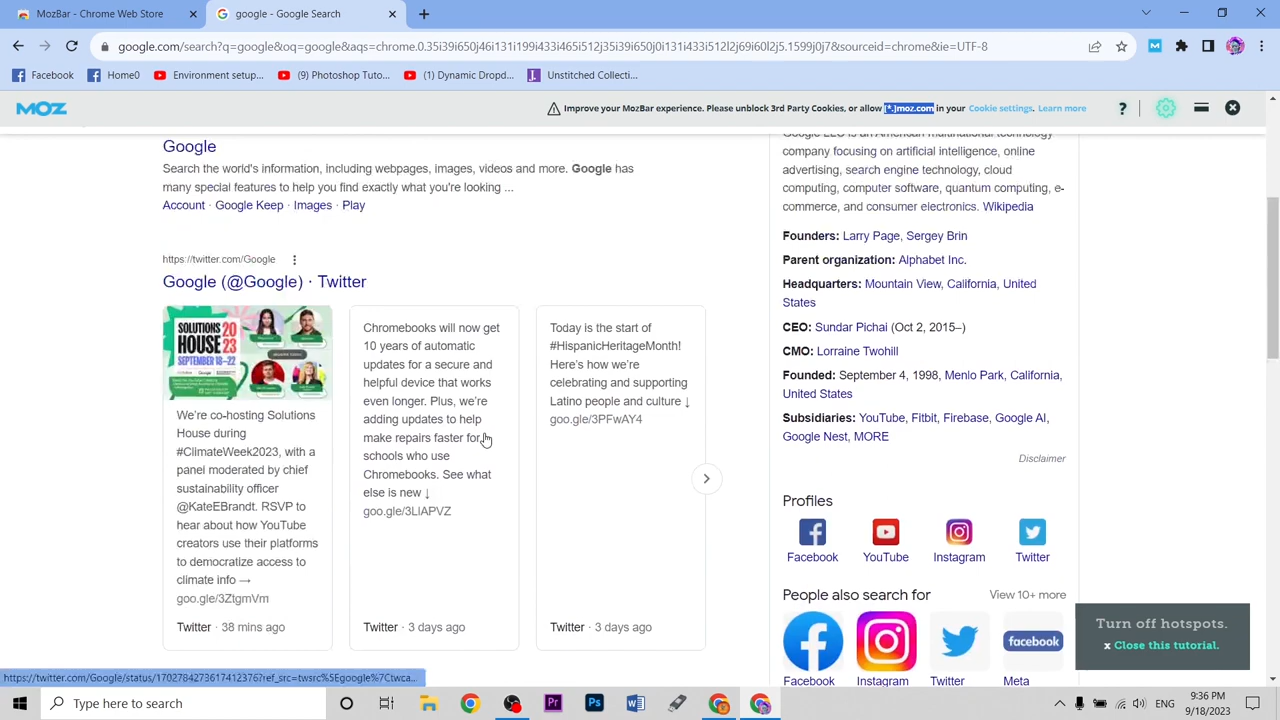 MozBar - Google Chrome
google - Google Search
google.com/search?q=google&oq=google&aqs=chrome.0.35i39i650j46i131i199i433i465i512j35i39i650j0i131i433i512l2j69i60l2j5.1599j0j7&sourceid=chrome&ie=UTF-8
Facebook
Home0
Environment setup...
(9) Photoshop Tuto...
(1) Dynamic Dropd...
Unstitched Collecti...
MOZ
Improve your MozBar experience. Please unblock 3rd Party Cookies, or allow [*.]moz.com in your Cookie settings. Learn more
Google
Search the world's information, including webpages, images, videos and more. Google has
many special features to help you find exactly what you're looking ...
Account · Google Keep · Images · Play
https://twitter.com/Google
Google (@Google) · Twitter
SOLUTIONS 20
HOUSE 23
SEPTEMBER 18-22
We're co-hosting Solutions
House during
#ClimateWeek2023, with a
panel moderated by chief
sustainability officer
@KateEBrandt. RSVP to
hear about how YouTube
creators use their platforms
to democratize access to
climate info →
goo.gle/3ZtgmVm
Twitter · 38 mins ago
Chromebooks will now get
10 years of automatic
updates for a secure and
helpful device that works
even longer. Plus, we're
adding updates to help
make repairs faster for
schools who use
Chromebooks. See what
else is new ↓
goo.gle/3LlAPVZ
Twitter · 3 days ago
Today is the start of
#HispanicHeritageMonth!
Here's how we're
celebrating and supporting
Latino people and culture ↓
goo.gle/3PFwAY4
Twitter · 3 days ago
Google LLC is an American multinational technology
company focusing on artificial intelligence, online
advertising, search engine technology, cloud
computing, computer software, quantum computing, e-
commerce, and consumer electronics. Wikipedia
Founders: Larry Page, Sergey Brin
Parent organization: Alphabet Inc.
Headquarters: Mountain View, California, United
States
CEO: Sundar Pichai (Oct 2, 2015–)
CMO: Lorraine Twohill
Founded: September 4, 1998, Menlo Park, California,
United States
Subsidiaries: YouTube, Fitbit, Firebase, Google AI,
Google Nest, MORE
Disclaimer
Profiles
Facebook
YouTube
Instagram
Twitter
People also search for
View 10+ more
facebook
Facebook
Instagram
Twitter
Meta
Turn off hotspots.
x Close this tutorial.
Type here to search
ENG
9:36 PM
9/18/2023